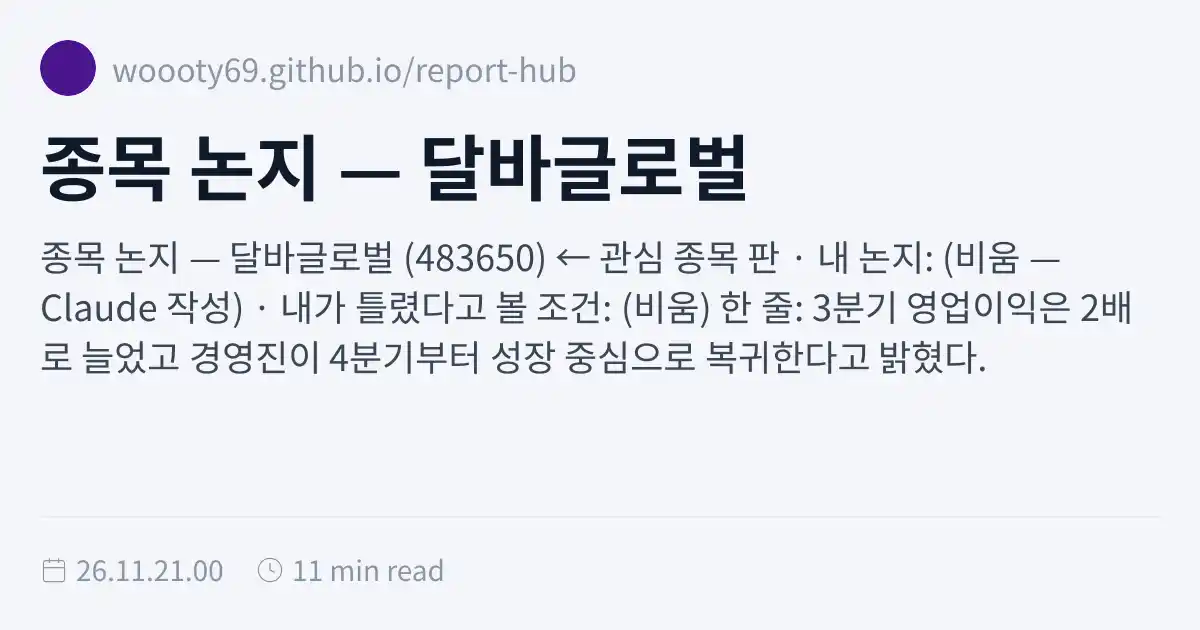 woooty69.github.io/report-hub
종목 논지 — 달바글로벌
종목 논지 — 달바글로벌 (483650) ← 관심 종목 판 · 내 논지: (비움 —
Claude 작성) · 내가 틀렸다고 볼 조건: (비움) 한 줄: 3분기 영업이익은 2배
로 늘었고 경영진이 4분기부터 성장 중심으로 복귀한다고 밝혔다.
26.11.21.00
11 min read